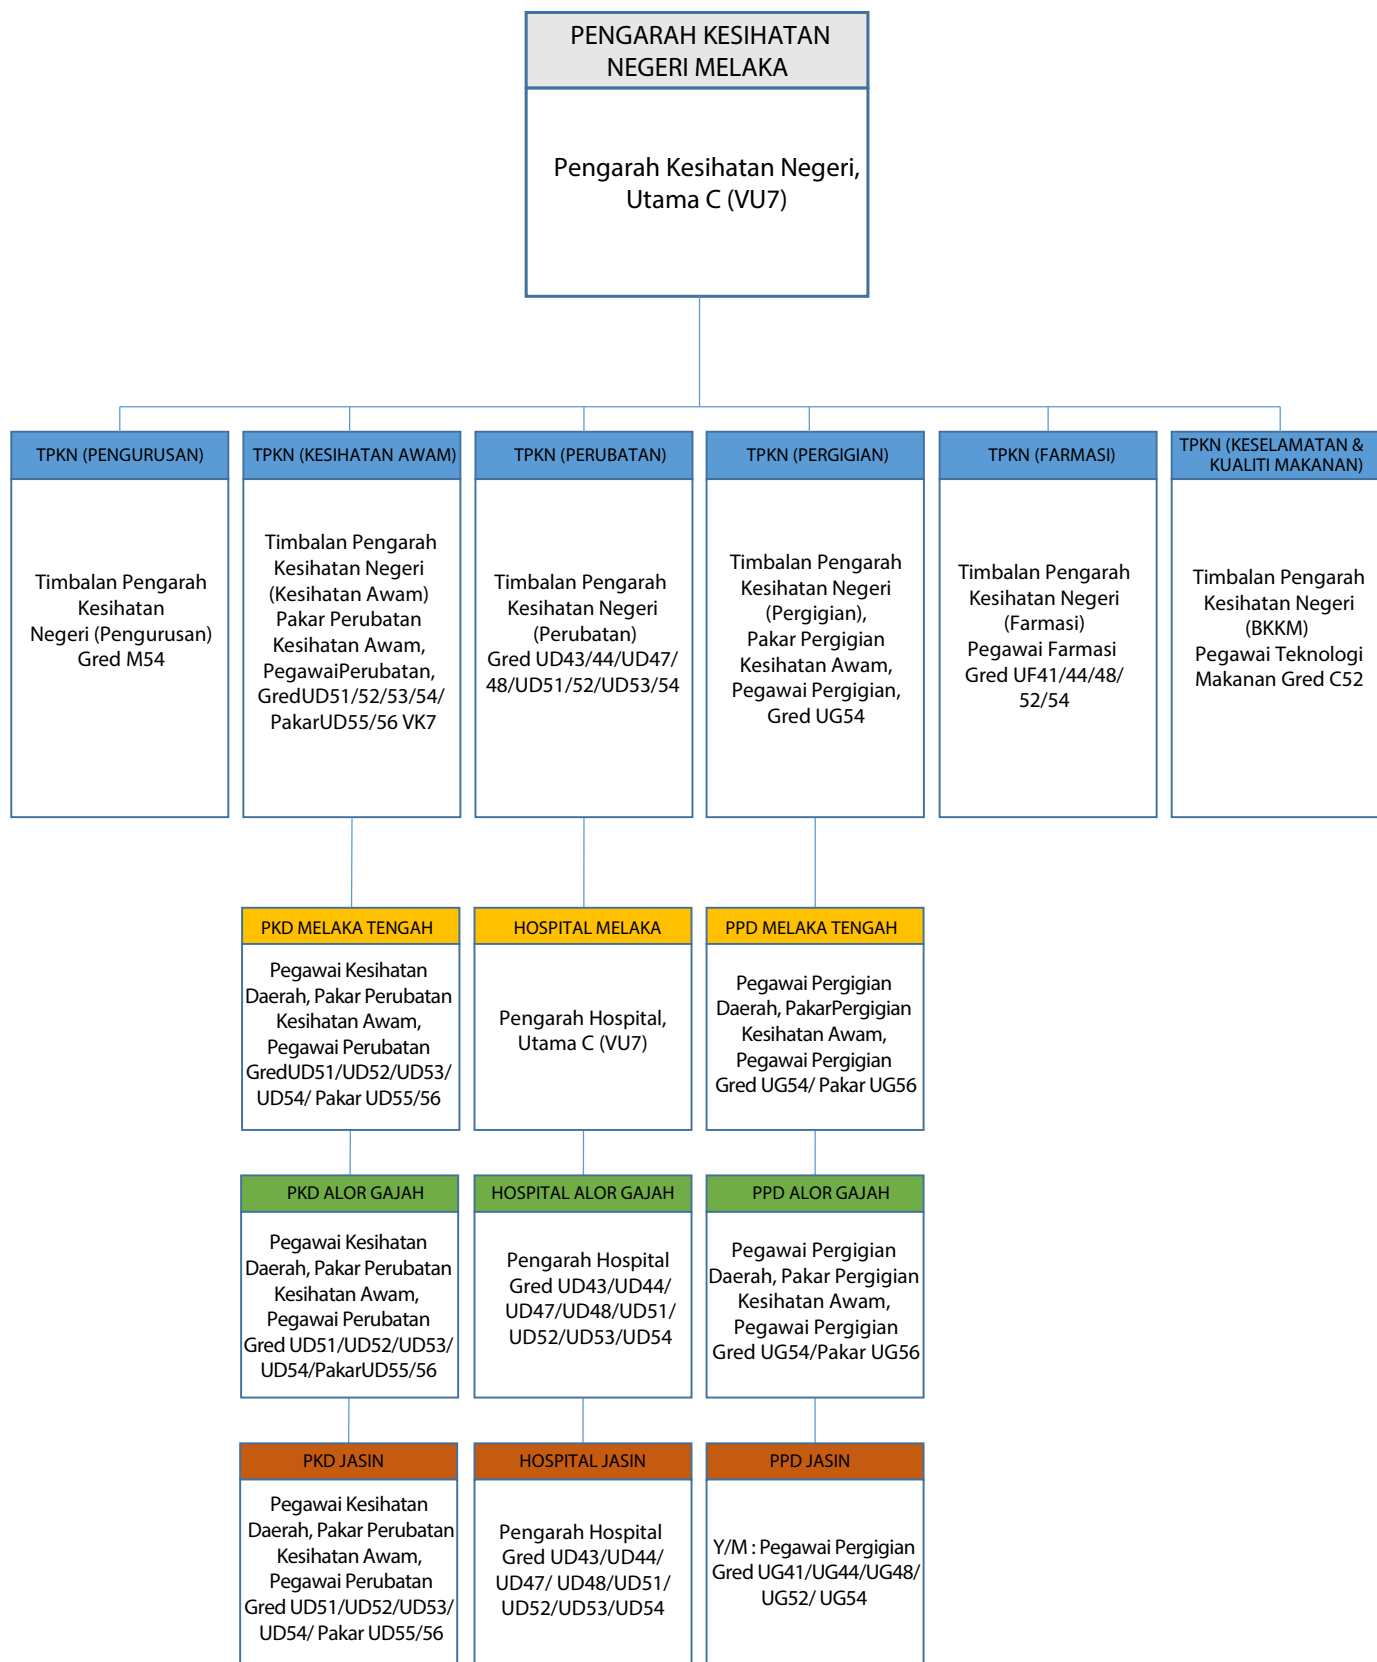 PENGARAH KESIHATAN
NEGERI MELAKA
Pengarah Kesihatan Negeri,
Utama C (VU7)
TPKN (PENGURUSAN)
Timbalan Pengarah
Kesihatan
Negeri (Pengurusan)
Gred M54
TPKN (KESIHATAN AWAM)
Timbalan Pengarah
Kesihatan Negeri
(Kesihatan Awam)
Pakar Perubatan
Kesihatan Awam,
PegawaiPerubatan,
GredUD51/52/53/54/
PakarUD55/56 VK7
TPKN (PERUBATAN)
Timbalan Pengarah
Kesihatan Negeri
(Perubatan)
Gred UD43/44/UD47/
48/UD51/52/UD53/54
TPKN (PERGIGIAN)
Timbalan Pengarah
Kesihatan Negeri
(Pergigian),
Pakar Pergigian
Kesihatan Awam,
Pegawai Pergigian,
Gred UG54
TPKN (FARMASI)
Timbalan Pengarah
Kesihatan Negeri
(Farmasi)
Pegawai Farmasi
Gred UF41/44/48/
52/54
TPKN (KESELAMATAN &
KUALITI MAKANAN)
Timbalan Pengarah
Kesihatan Negeri
(BKKM)
Pegawai Teknologi
Makanan Gred C52
PKD MELAKA TENGAH
Pegawai Kesihatan
Daerah, Pakar Perubatan
Kesihatan Awam,
Pegawai Perubatan
GredUD51/UD52/UD53/
UD54/ Pakar UD55/56
HOSPITAL MELAKA
Pengarah Hospital,
Utama C (VU7)
PPD MELAKA TENGAH
Pegawai Pergigian
Daerah, PakarPergigian
Kesihatan Awam,
Pegawai Pergigian
Gred UG54/ Pakar UG56
PKD ALOR GAJAH
Pegawai Kesihatan
Daerah, Pakar Perubatan
Kesihatan Awam,
Pegawai Perubatan
Gred UD51/UD52/UD53/
UD54/PakarUD55/56
HOSPITAL ALOR GAJAH
Pengarah Hospital
Gred UD43/UD44/
UD47/UD48/UD51/
UD52/UD53/UD54
PPD ALOR GAJAH
Pegawai Pergigian
Daerah, Pakar Pergigian
Kesihatan Awam,
Pegawai Pergigian
Gred UG54/Pakar UG56
PKD JASIN
Pegawai Kesihatan
Daerah, Pakar Perubatan
Kesihatan Awam,
Pegawai Perubatan
Gred UD51/UD52/UD53/
UD54/ Pakar UD55/56
HOSPITAL JASIN
Pengarah Hospital
Gred UD43/UD44/
UD47/ UD48/UD51/
UD52/UD53/UD54
PPD JASIN
Y/M : Pegawai Pergigian
Gred UG41/UG44/UG48/
UG52/ UG54